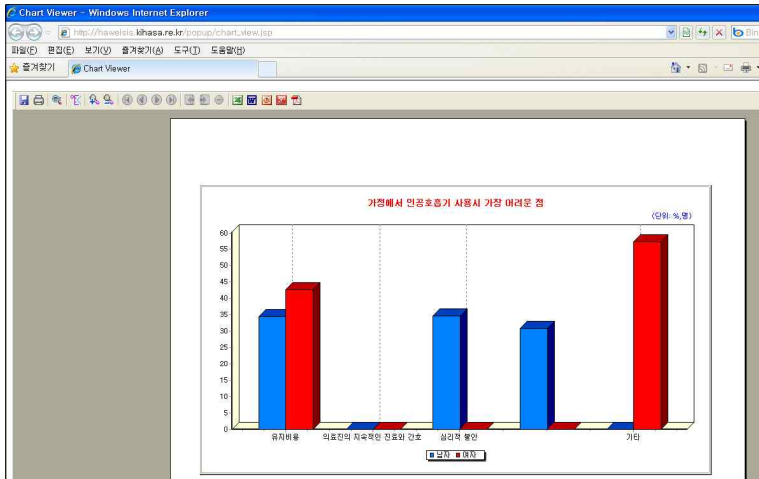 Chart Viewer - Windows Internet Explorer
http://hawelsis.kihasa.re.kr/popup/chart_view.jsp
Bin
파일(F) 편집(E) 보기(V) 즐겨찾기(A) 도구(T) 도움말(H)
즐겨찾기 Chart Viewer
가정에서 인공호흡기 사용시 가장 어려운 점
(단위: %,명)
60
55
50
45
40
35
30
25
20
15
10
5
0
유지비용 의료진의 지속적인 진료와 간호 심리적 불안 기타
남자 여자